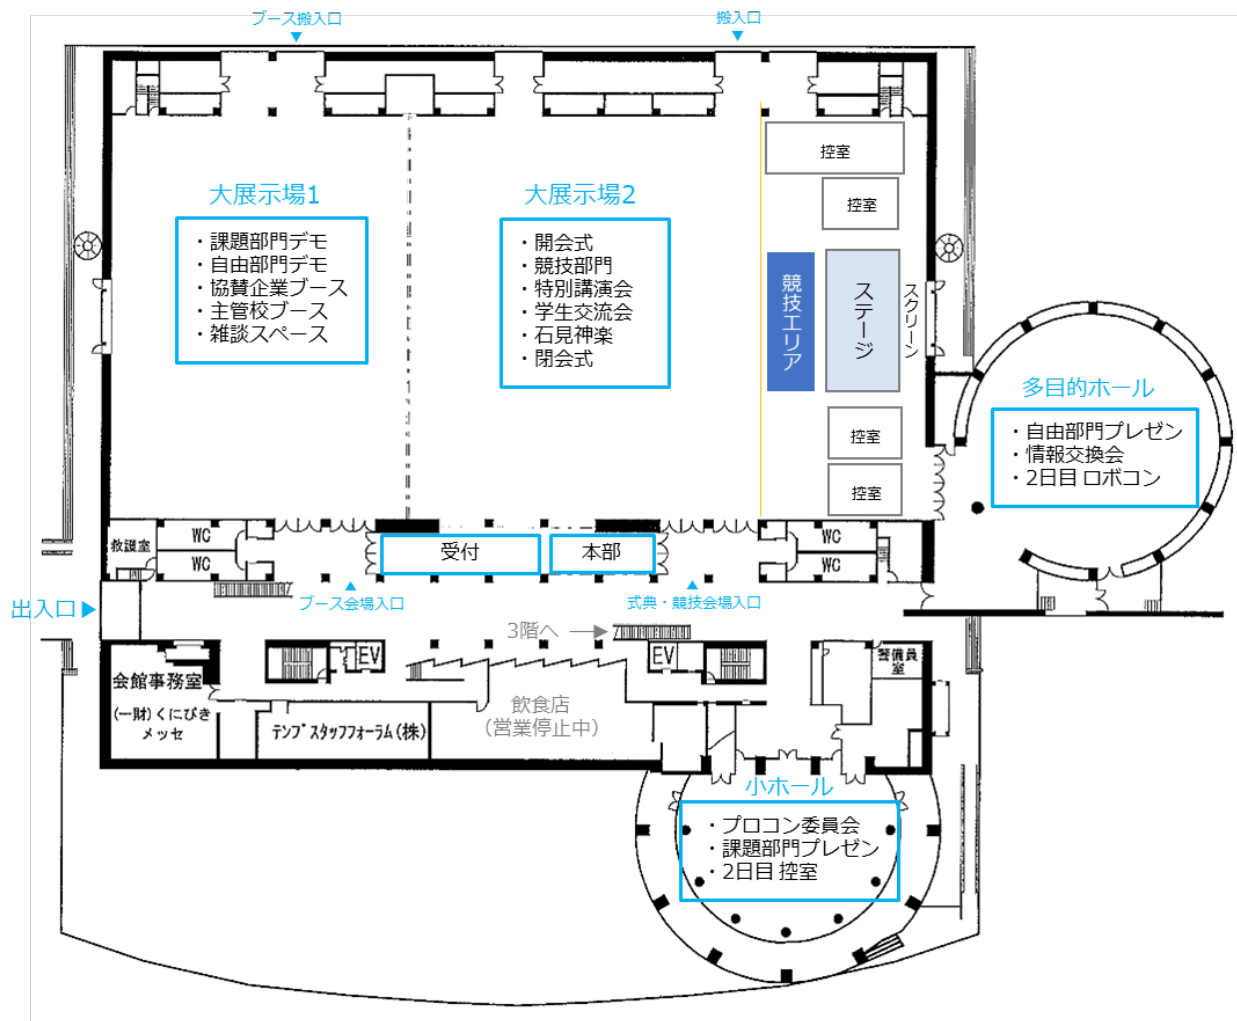 ブース搬入口
搬入口
控室
控室
大展示場1
・課題部門デモ
・自由部門デモ
・協賛企業ブース
・主管校ブース
・雑談スペース
大展示場2
・開会式
・競技部門
・特別講演会
・学生交流会
・石見神楽
・閉会式
競技エリア
ステージ
スクリーン
控室
控室
多目的ホール
・自由部門プレゼン
・情報交換会
・2日目 ロボコン
救護室
WC
WC
受付
本部
WC
WC
ブース会場入口
式典・競技会場入口
出入口
3階へ
EV
EV
警備員
室
会館事務室
(一財)くにびき
メッセ
テンプスタッフフォーラム(株)
飲食店
(営業停止中)
小ホール
・プロコン委員会
・課題部門プレゼン
・2日目 控室